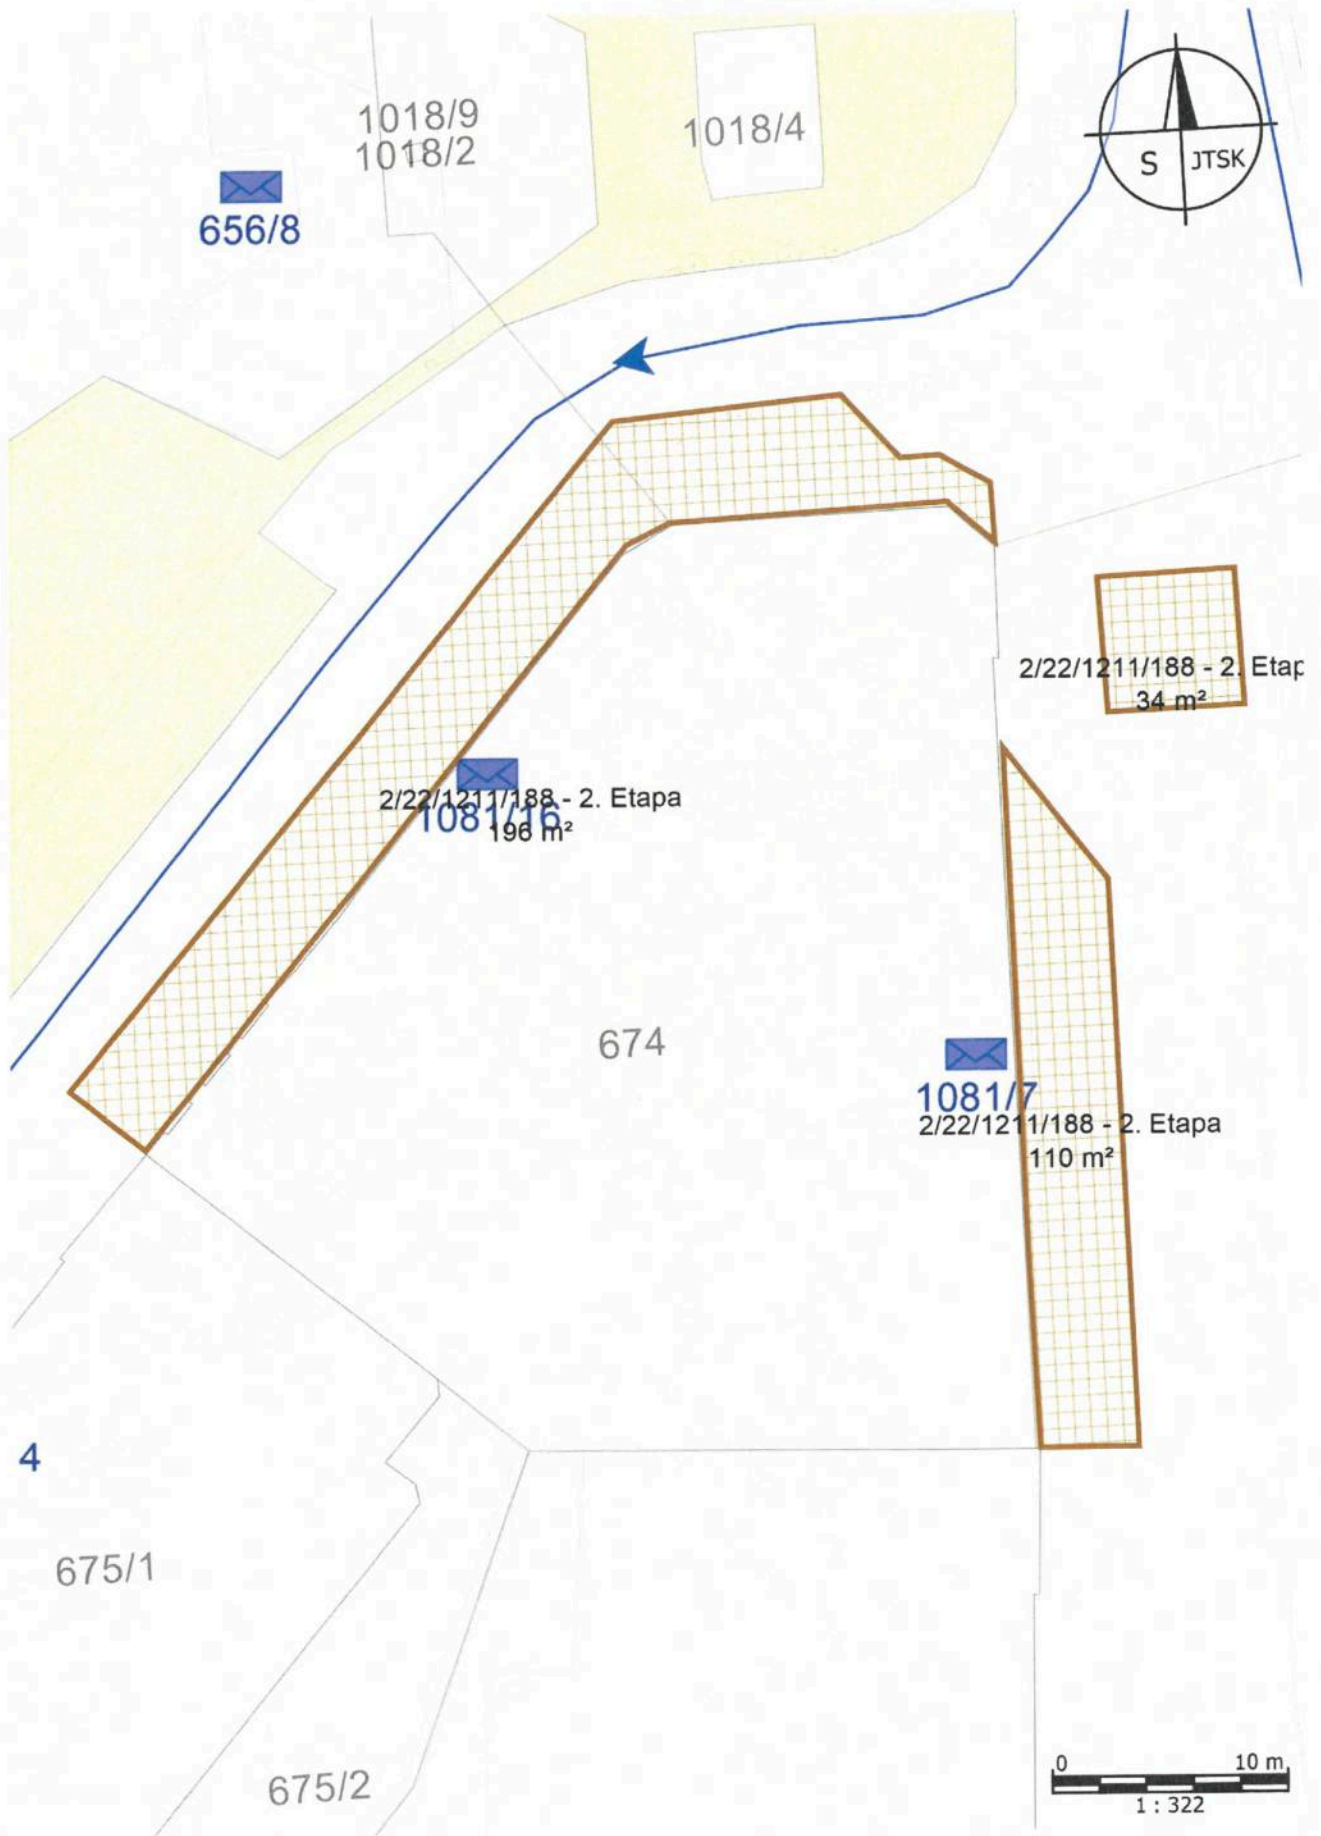 1018/9
1018/2
1018/4
S JTSK
656/8
2/22/1211/188 - 2. Etap
34 m²
2/22/1211/188 - 2. Etapa
1081/16
196 m²
674
1081/7
2/22/1211/188 - 2. Etapa
110 m²
4
675/1
675/2
0 10 m
1 : 322